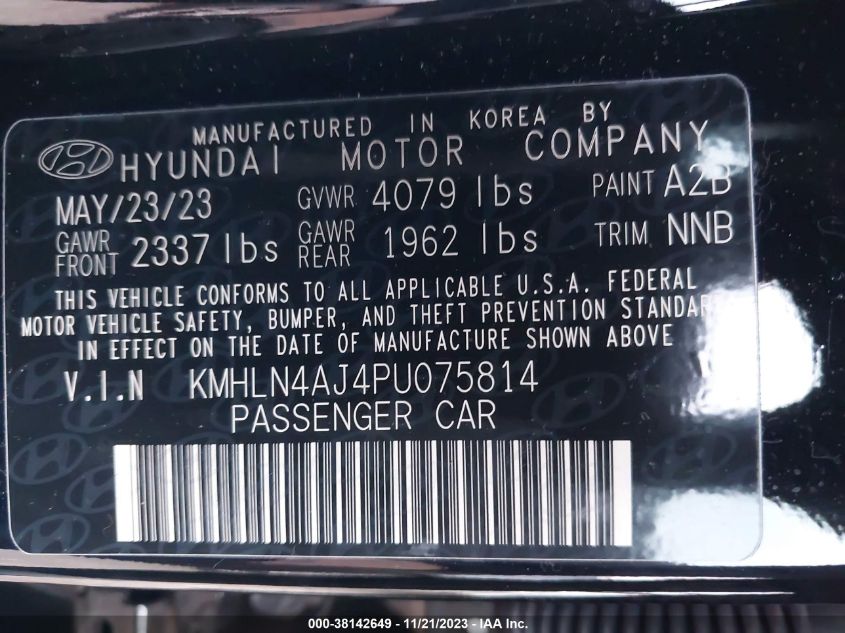 MANUFACTURED IN KOREA BY
HYUNDAI MOTOR COMPANY
MAY/23/23 GVWR 4079 lbs PAINT A2B
GAWR FRONT 2337 lbs GAWR REAR 1962 lbs TRIM NNB
THIS VEHICLE CONFORMS TO ALL APPLICABLE U.S.A. FEDERAL
MOTOR VEHICLE SAFETY, BUMPER, AND THEFT PREVENTION STANDAR
IN EFFECT ON THE DATE OF MANUFACTURE SHOWN ABOVE
V.I.N KMHLN4AJ4PU075814
PASSENGER CAR
000-38142649 - 11/21/2023 - IAA Inc.